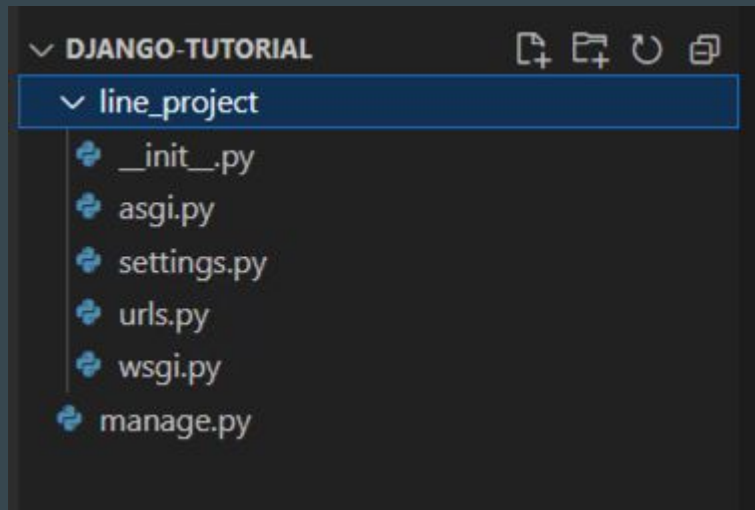 DJANGO-TUTORIAL
line_project
__init__.py
asgi.py
settings.py
urls.py
wsgi.py
manage.py